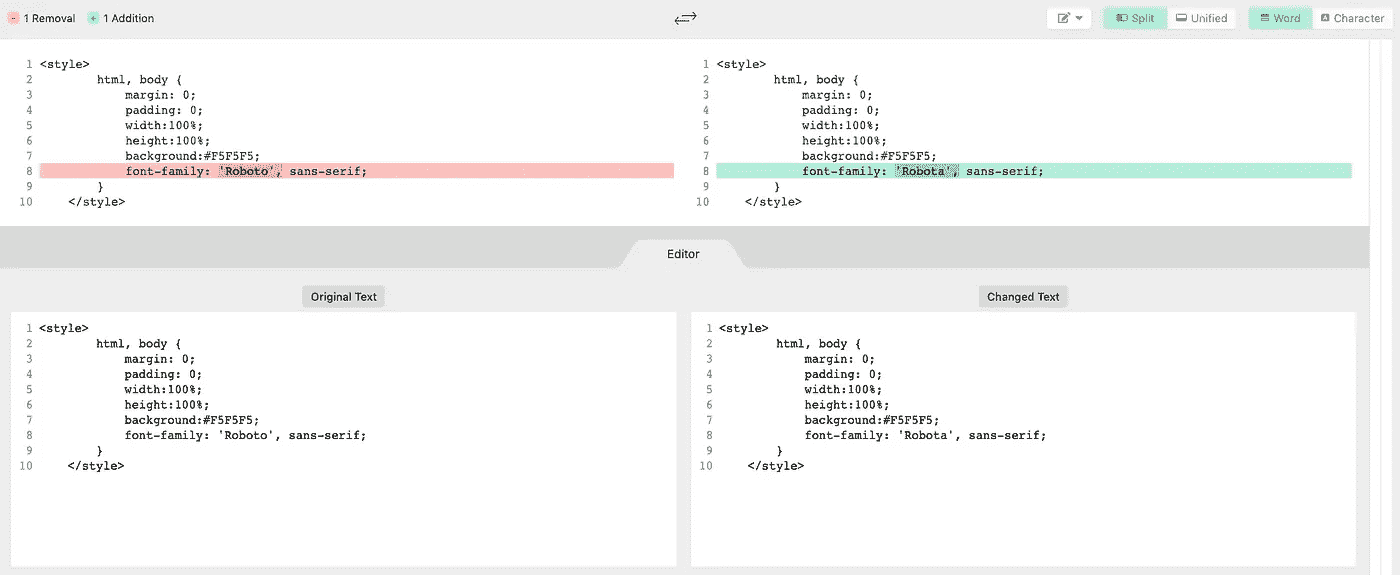 - 1 Removal + 1 Addition
Split Unified Word Character
1 <style>
2         html, body {
3             margin: 0;
4             padding: 0;
5             width:100%;
6             height:100%;
7             background:#F5F5F5;
8             font-family: 'Roboto', sans-serif;
9         }
10     </style>
1 <style>
2         html, body {
3             margin: 0;
4             padding: 0;
5             width:100%;
6             height:100%;
7             background:#F5F5F5;
8             font-family: 'Robota', sans-serif;
9         }
10     </style>
Editor
Original Text
1 <style>
2         html, body {
3             margin: 0;
4             padding: 0;
5             width:100%;
6             height:100%;
7             background:#F5F5F5;
8             font-family: 'Roboto', sans-serif;
9         }
10     </style>
Changed Text
1 <style>
2         html, body {
3             margin: 0;
4             padding: 0;
5             width:100%;
6             height:100%;
7             background:#F5F5F5;
8             font-family: 'Robota', sans-serif;
9         }
10     </style>